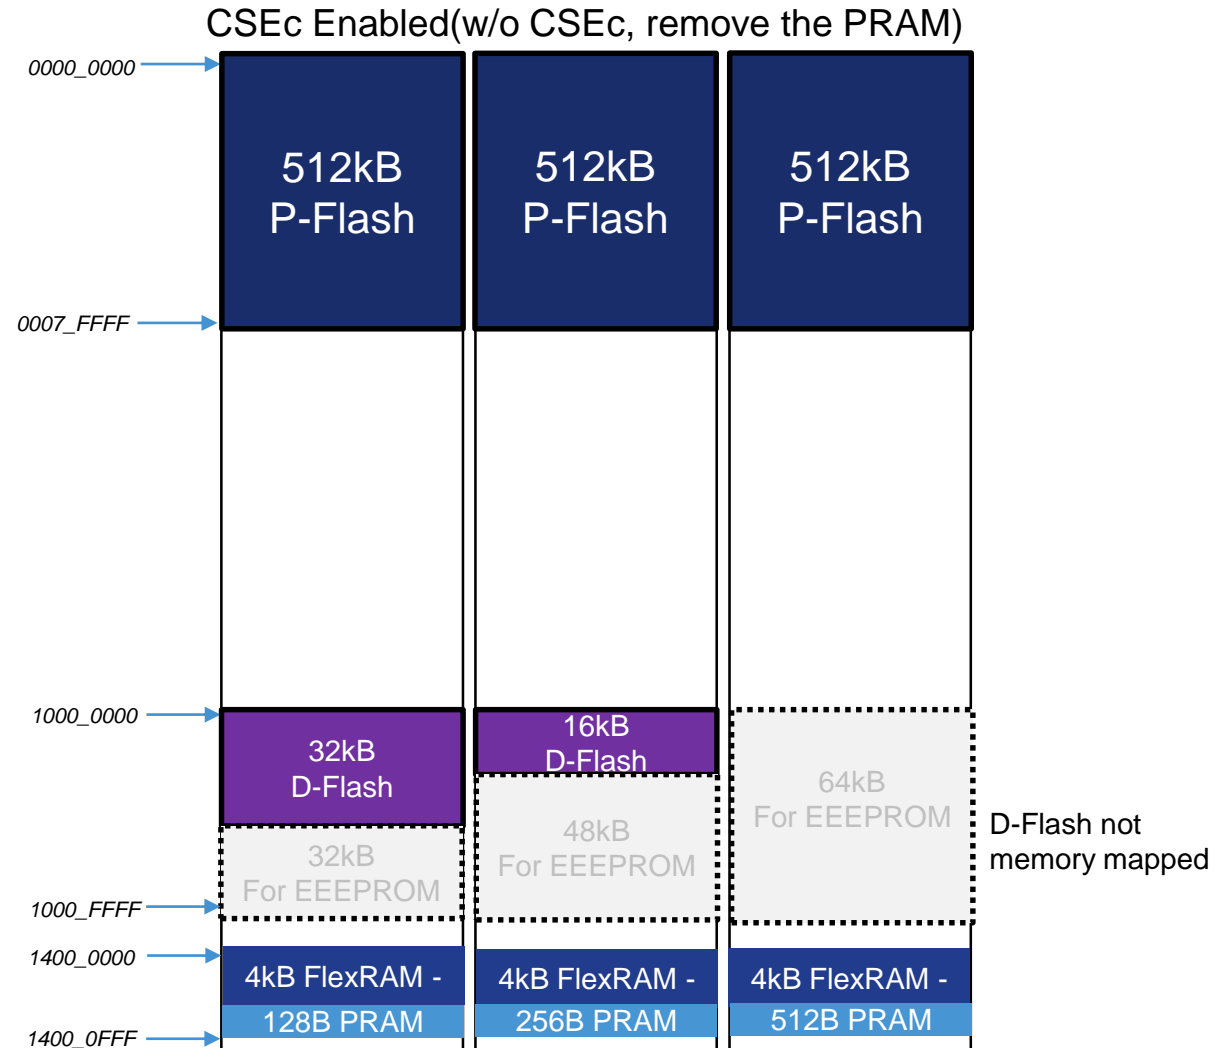 CSEc Enabled(w/o CSEc, remove the PRAM)
0000_0000
512kB
P-Flash
512kB
P-Flash
512kB
P-Flash
0007_FFFF
1000_0000
32kB
D-Flash
16kB
D-Flash
64kB
For EEEPROM
32kB
For EEEPROM
48kB
For EEEPROM
D-Flash not
memory mapped
1000_FFFF
1400_0000
4kB FlexRAM -
128B PRAM
4kB FlexRAM -
256B PRAM
4kB FlexRAM -
512B PRAM
1400_0FFF